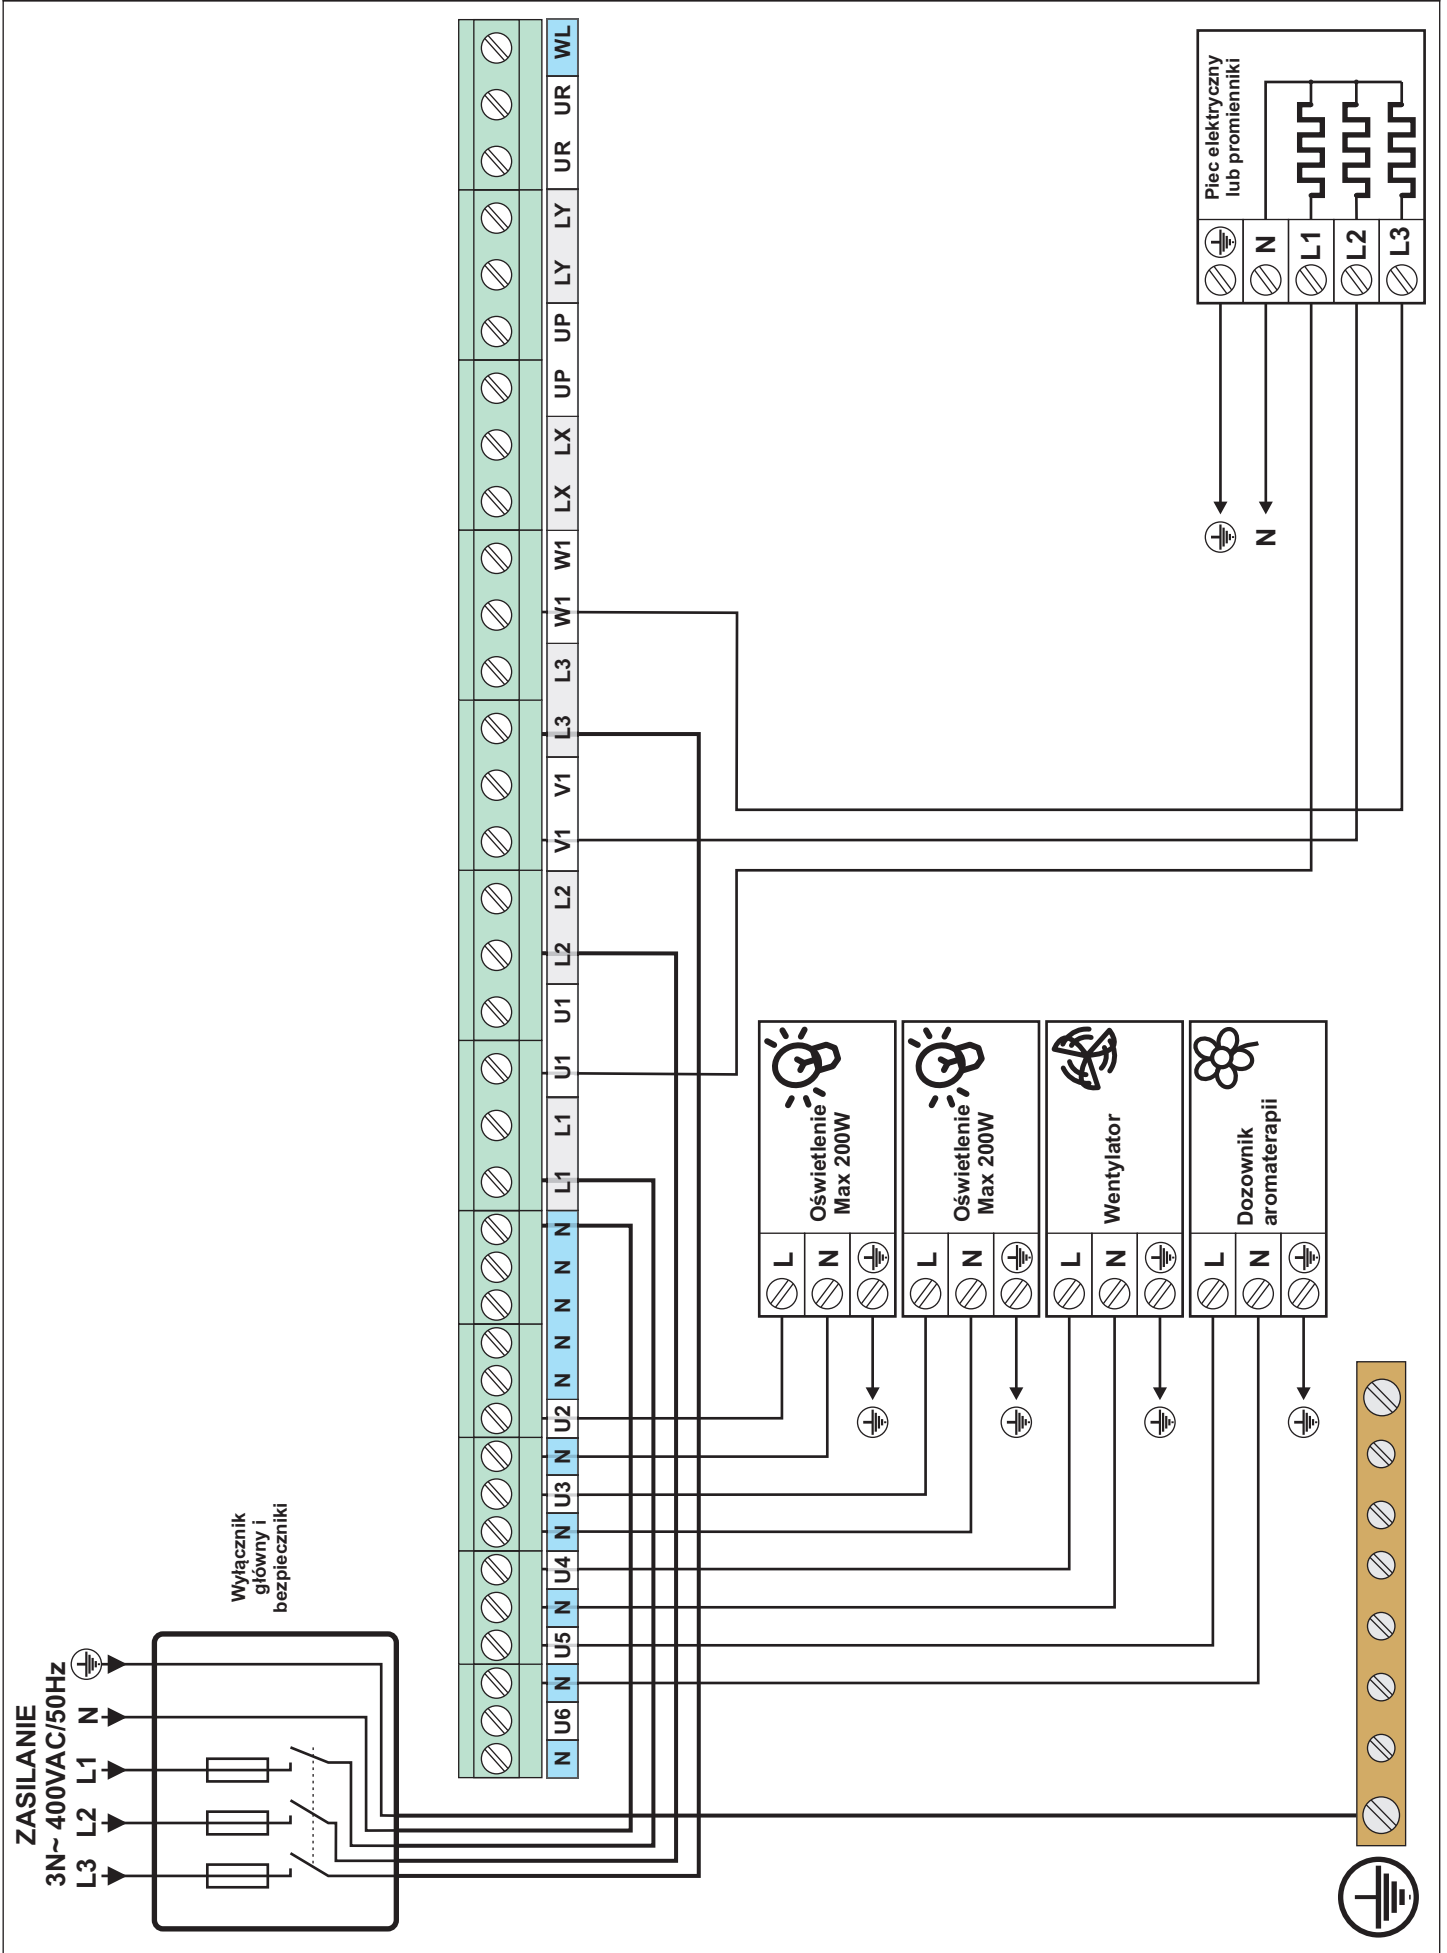 ZASILANIE
3N~ 400VAC/50Hz
L3 L2 L1 N
Wyłącznik
główny i
bezpieczniki
N U6 N U5 N U4 N U3 N U2 N N N N N L1 L1 U1 U1 L2 L2 V1 V1 L3 L3 W1 W1 LX LX UP UP LY LY UR UR WL
L
N
Oświetlenie
Max 200W
L
N
Oświetlenie
Max 200W
L
N
Wentylator
L
N
Dozownik
aromaterapii
N
N
L1
L2
L3
Piec elektryczny
lub promienniki